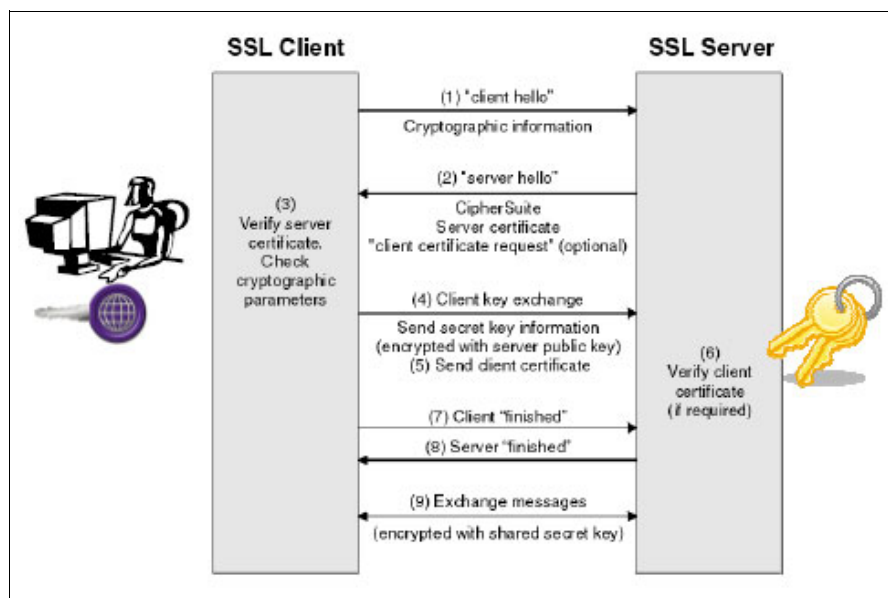 SSL Client
SSL Server
(1) "client hello"
Cryptographic information
(2) "server hello"
CipherSuite
Server certificate
"client certificate request" (optional)
(3)
Verify server
certificate.
Check
cryptographic
parameters
(4) Client key exchange
Send secret key information
(encrypted with server public key)
(5) Send client certificate
(6)
Verify client
certificate
(if required)
(7) Client "finished"
(8) Server "finished"
(9) Exchange messages
(encrypted with shared secret key)